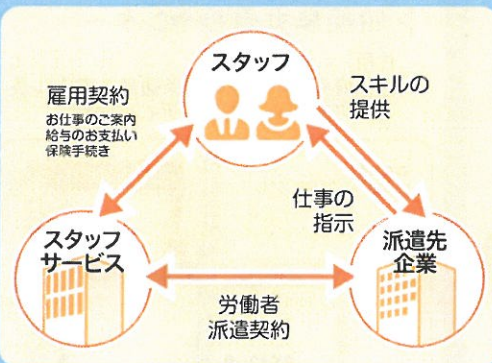 スタッフ
雇用契約
お仕事のご案内
給与のお支払い
保険手続き
スキルの
提供
仕事の
指示
スタッフ
サービス
派遣先
企業
労働者
派遣契約